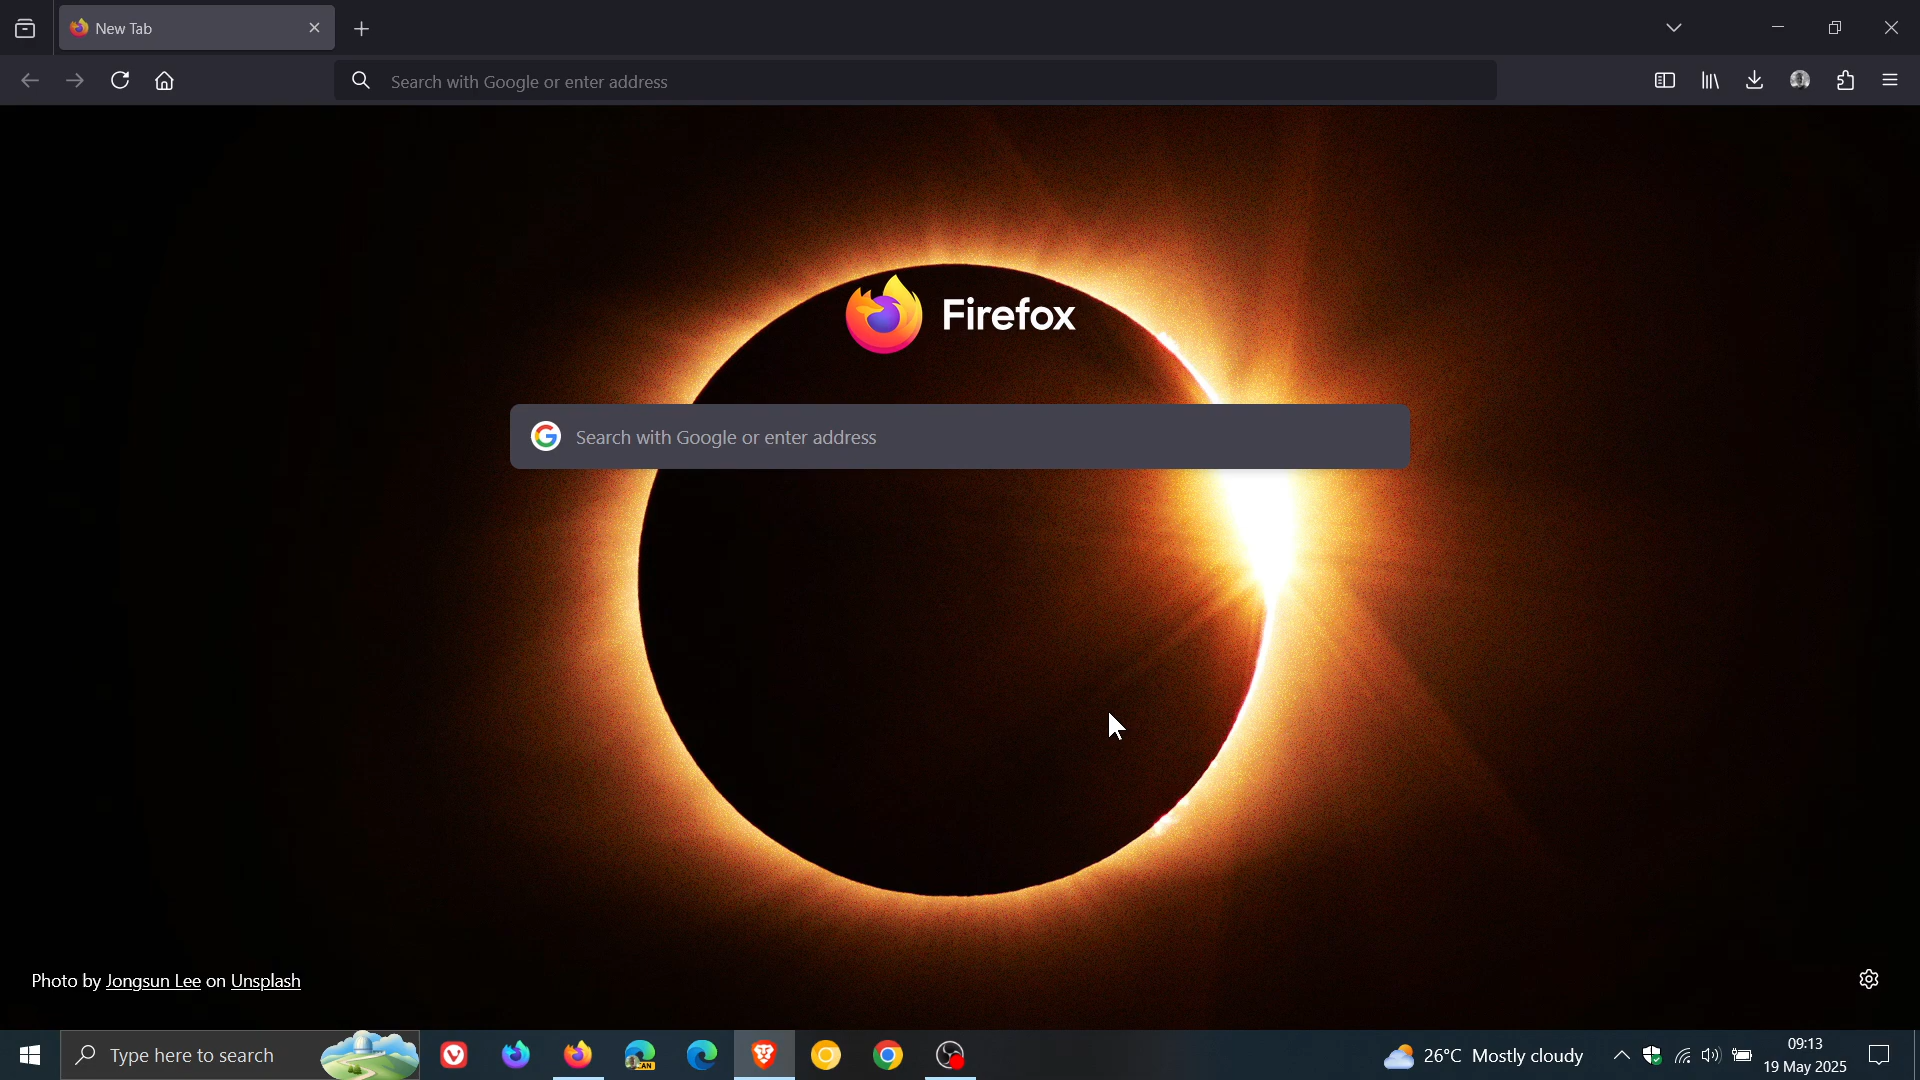 New Tab
Search with Google or enter address
Firefox
Search with Google or enter address
Photo by Jongsun Lee on Unsplash
Type here to search
CAN
26°C Mostly cloudy
09:13
19 May 2025